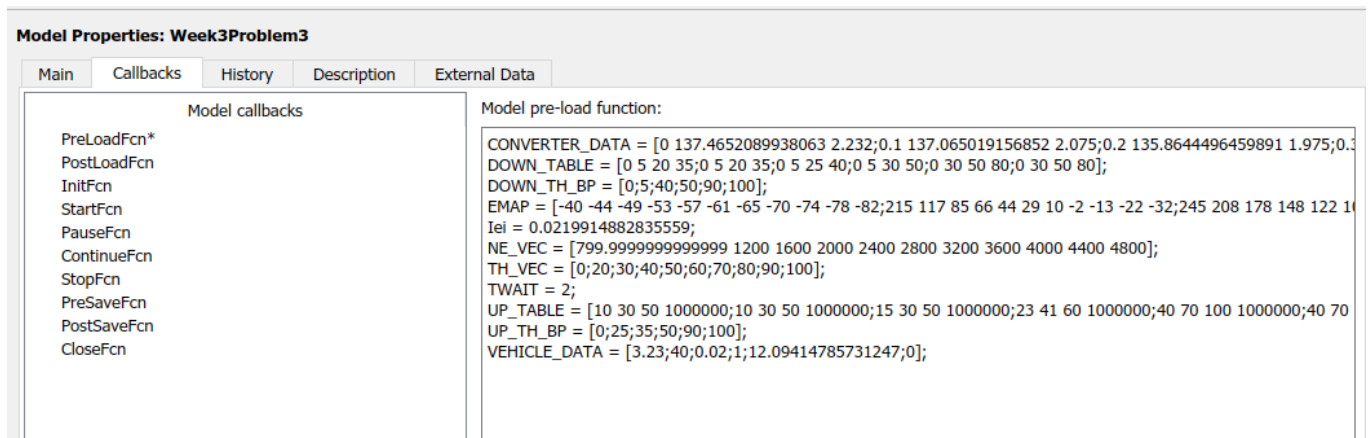 Model Properties: Week3Problem3
Main Callbacks History Description External Data
Model callbacks
PreLoadFcn*
PostLoadFcn
InitFcn
StartFcn
PauseFcn
ContinueFcn
StopFcn
PreSaveFcn
PostSaveFcn
CloseFcn
Model pre-load function:
CONVERTER_DATA = [0 137.4652089938063 2.232;0.1 137.065019156852 2.075;0.2 135.8644496459891 1.975;0.3
DOWN_TABLE = [0 5 20 35;0 5 20 35;0 5 25 40;0 5 30 50;0 30 50 80;0 30 50 80];
DOWN_TH_BP = [0;5;40;50;90;100];
EMAP = [-40 -44 -49 -53 -57 -61 -65 -70 -74 -78 -82;215 117 85 66 44 29 10 -2 -13 -22 -32;245 208 178 148 122
Iei = 0.0219914882835559;
NE_VEC = [799.9999999999999 1200 1600 2000 2400 2800 3200 3600 4000 4400 4800];
TH_VEC = [0;20;30;40;50;60;70;80;90;100];
TWAIT = 2;
UP_TABLE = [10 30 50 1000000;10 30 50 1000000;15 30 50 1000000;23 41 60 1000000;40 70 100 1000000;40 70
UP_TH_BP = [0;25;35;50;90;100];
VEHICLE_DATA = [3.23;40;0.02;1;12.09414785731247;0];